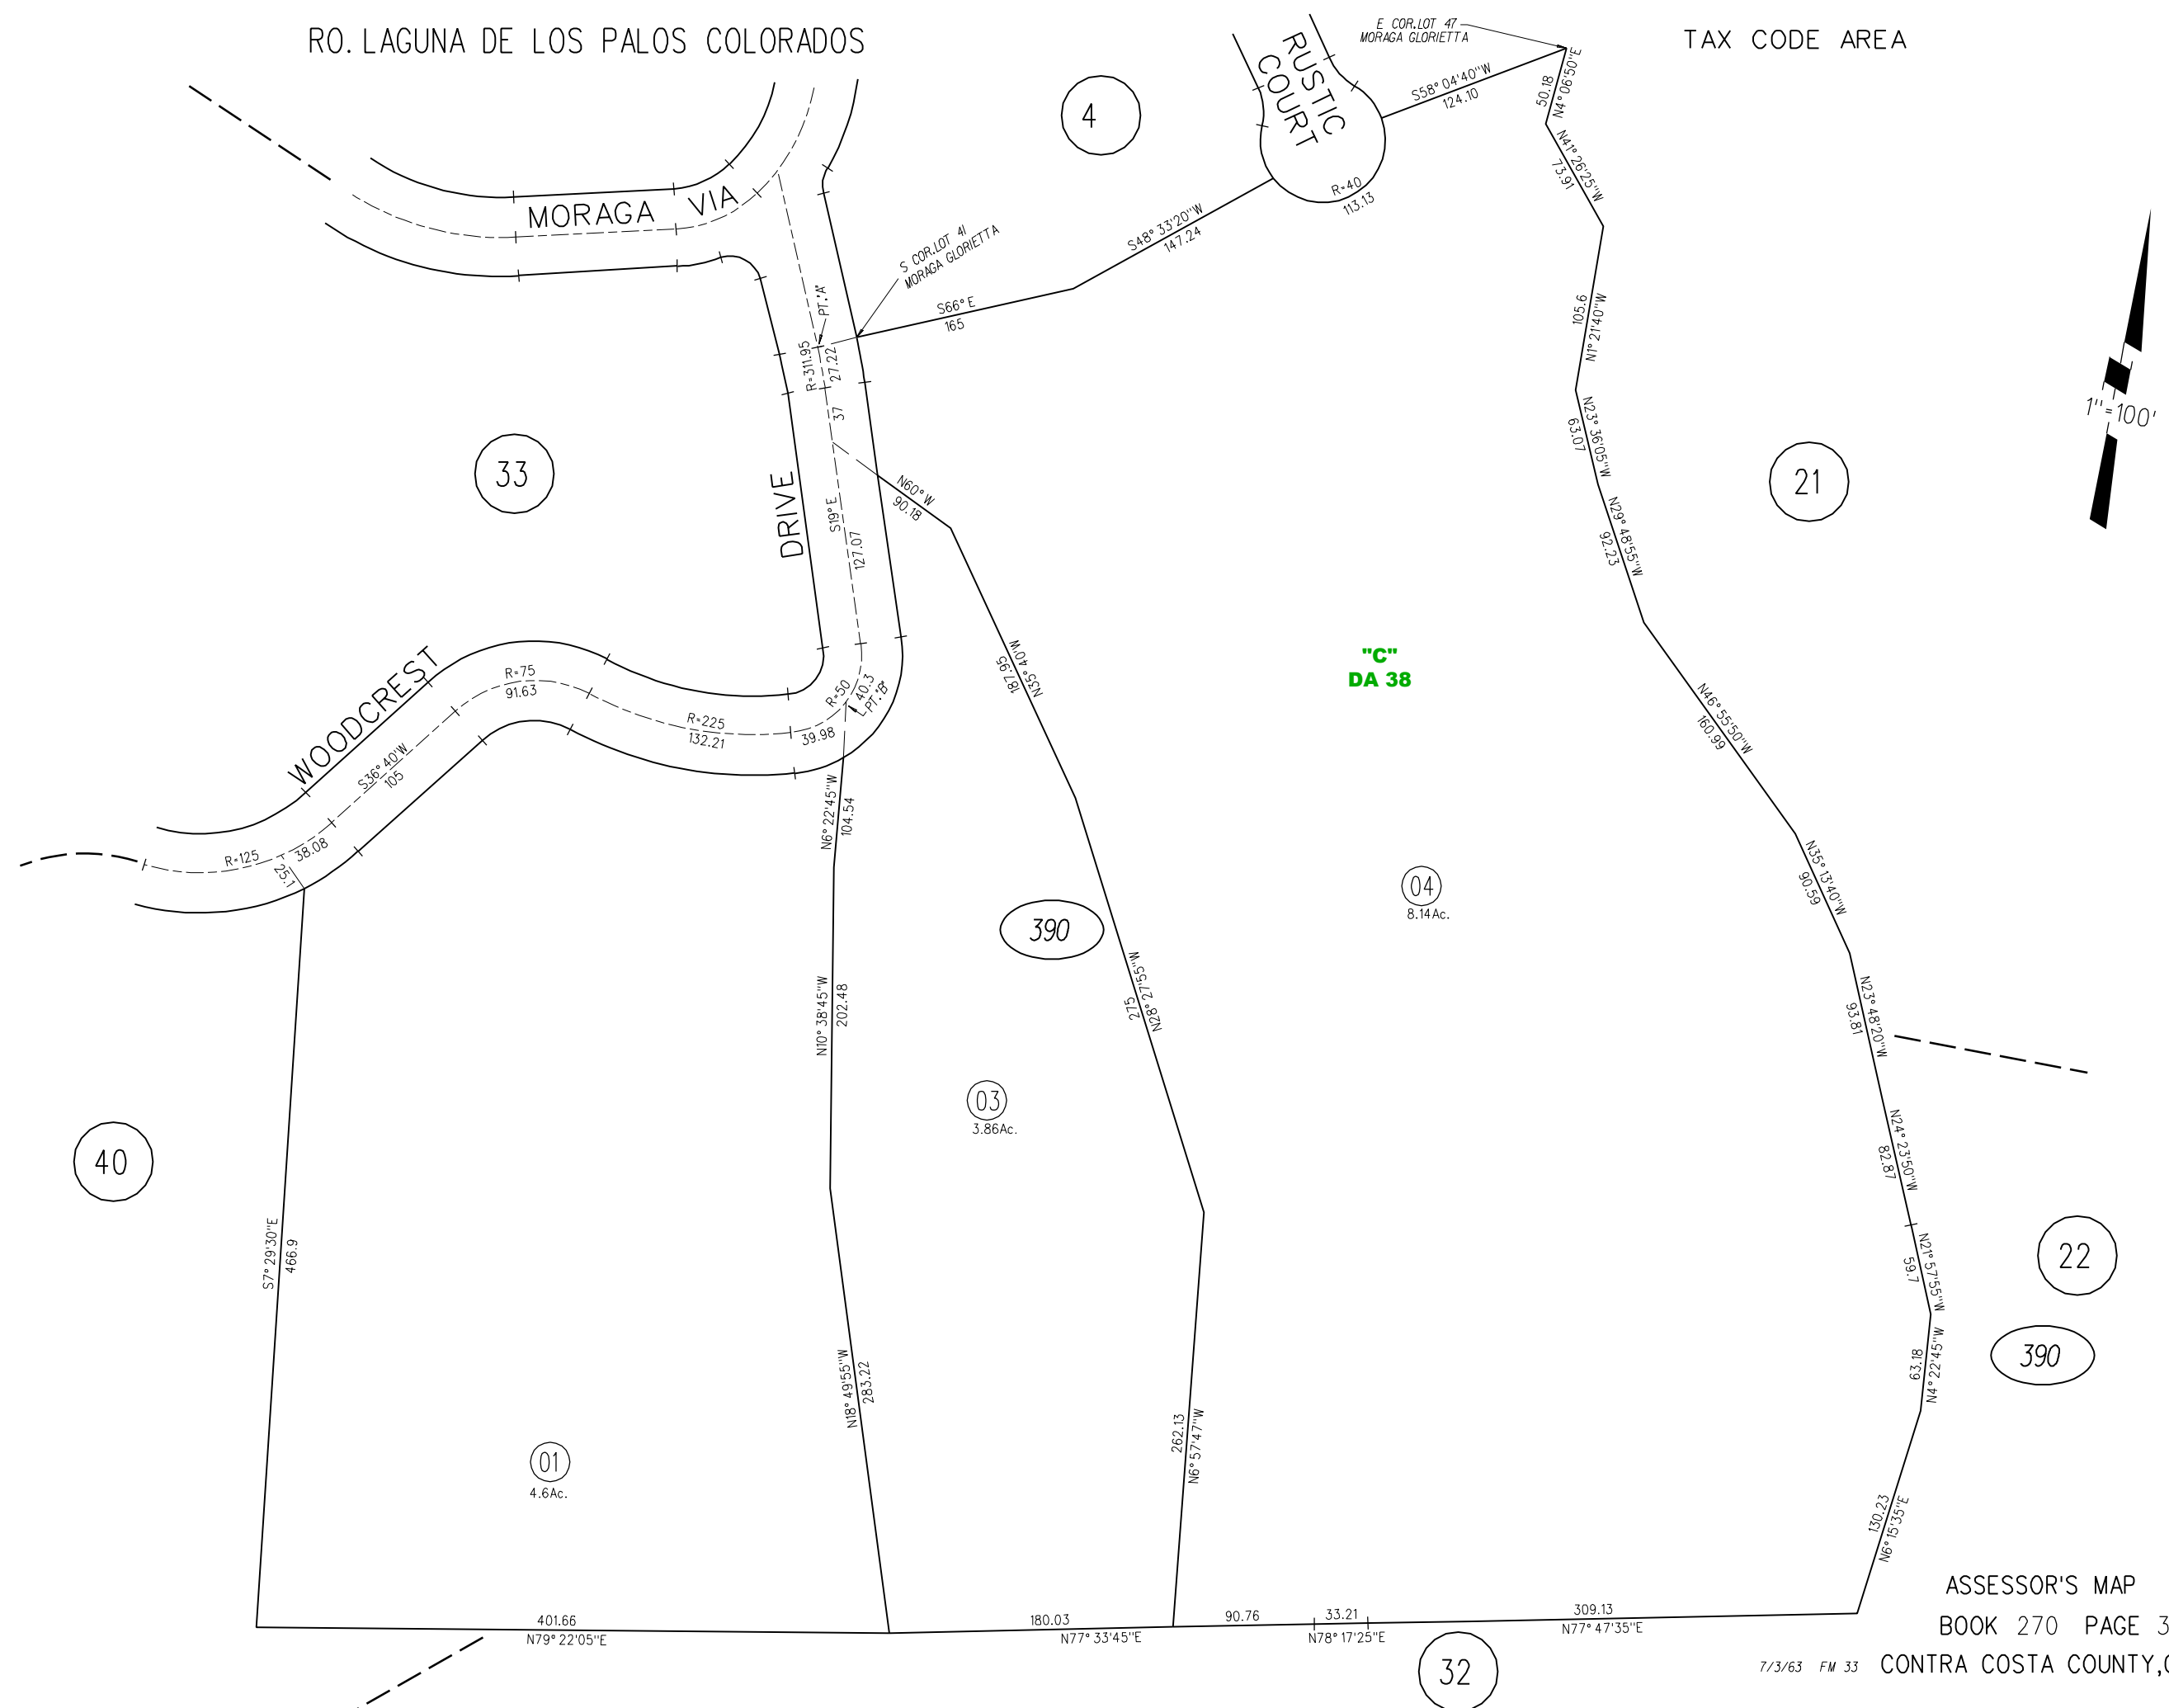 RO. LAGUNA DE LOS PALOS COLORADOS
E COR.LOT 47
MORAGA GLORIETTA
TAX CODE AREA
RUSTIC
COURT
4
S58°04'40"W
124.10
50.18
N4°06'50"E
N41°26'25"W
73.91
R=40
113.13
MORAGA VIA
S48°33'20"W
147.24
S COR.LOT 41
MORAGA GLORIETTA
S66°E
165
PT.'A'
R=311.95
27.22
37
105.6
N1°21'40"W
1"=100'
N23°36'05"W
63.07
33
21
N60°W
90.18
DRIVE
S19°E
127.07
N29°48'55"W
92.23
"C"
DA 38
N35°40'W
187.95
WOODCREST
R=75
91.63
R=225
132.21
R=50
40.3
PT.'B'
39.98
S36°40'W
105
N46°55'50"W
160.99
R=125
38.08
25.1
N6°22'45"W
104.54
N35°13'40"W
90.59
04
8.14Ac.
390
N10°38'45"W
202.48
N28°27'55"W
275
N23°48'20"W
93.81
03
3.86Ac.
40
N24°23'50"W
82.87
S7°29'30"E
466.9
N21°57'55"W
59.7
22
390
N4°22'45"W
63.18
N18°49'55"W
283.22
262.13
N6°57'47"W
01
4.6Ac.
130.23
N6°15'35"E
401.66
N79°22'05"E
180.03
N77°33'45"E
90.76
33.21
N78°17'25"E
309.13
N77°47'35"E
32
ASSESSOR'S MAP
BOOK 270 PAGE 3
7/3/63 FM 33 CONTRA COSTA COUNTY,